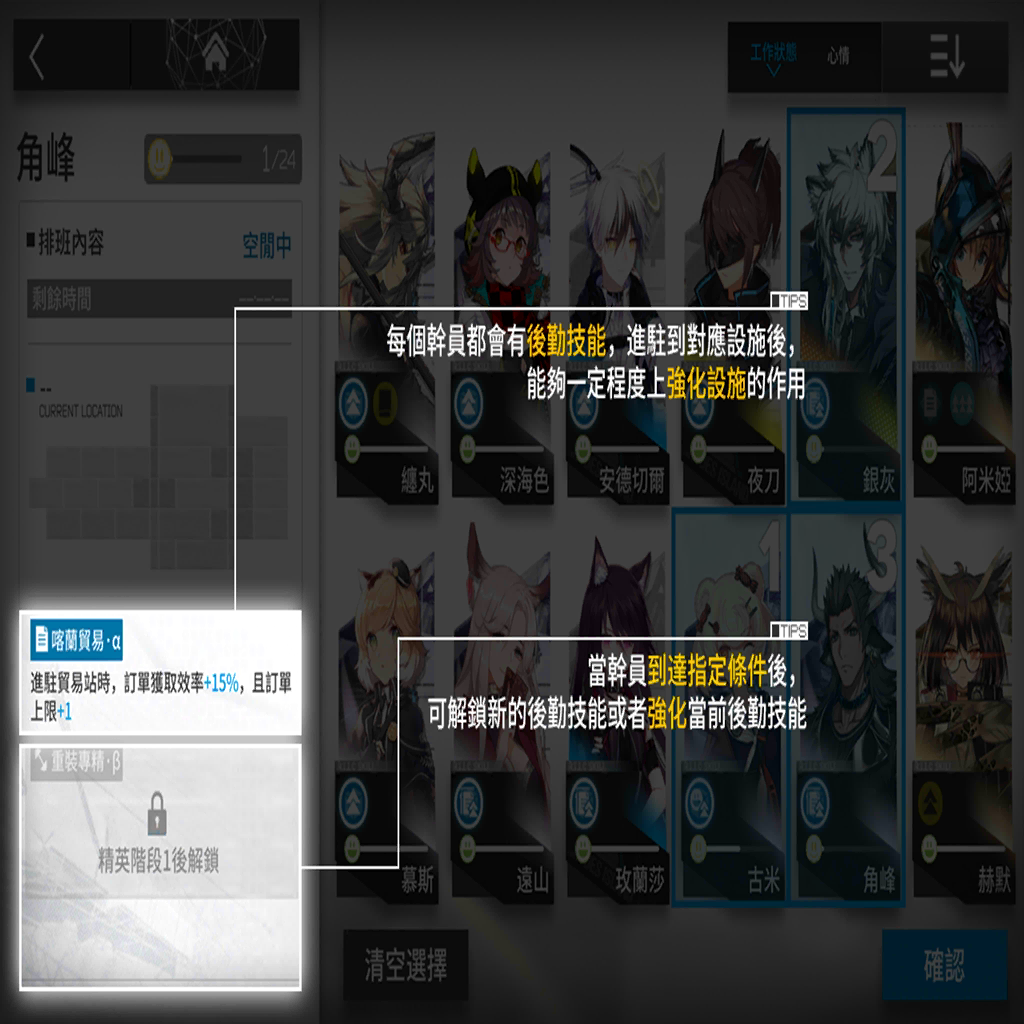 工作狀態
心情
角峰
1/24
2
排班內容
空閒中
剩餘時間
--:--:--
TIPS
每個幹員都會有後勤技能，進駐到對應設施後，
能夠一定程度上強化設施的作用
--
CURRENT LOCATION
纏丸
深海色
安德切爾
夜刀
銀灰
阿米婭
1
3
喀蘭貿易·α
進駐貿易站時，訂單獲取效率+15%，且訂單
上限+1
TIPS
當幹員到達指定條件後，
可解鎖新的後勤技能或者強化當前後勤技能
重裝專精·β
精英階段1後解鎖
慕斯
遠山
玫蘭莎
古米
角峰
赫默
清空選擇
確認